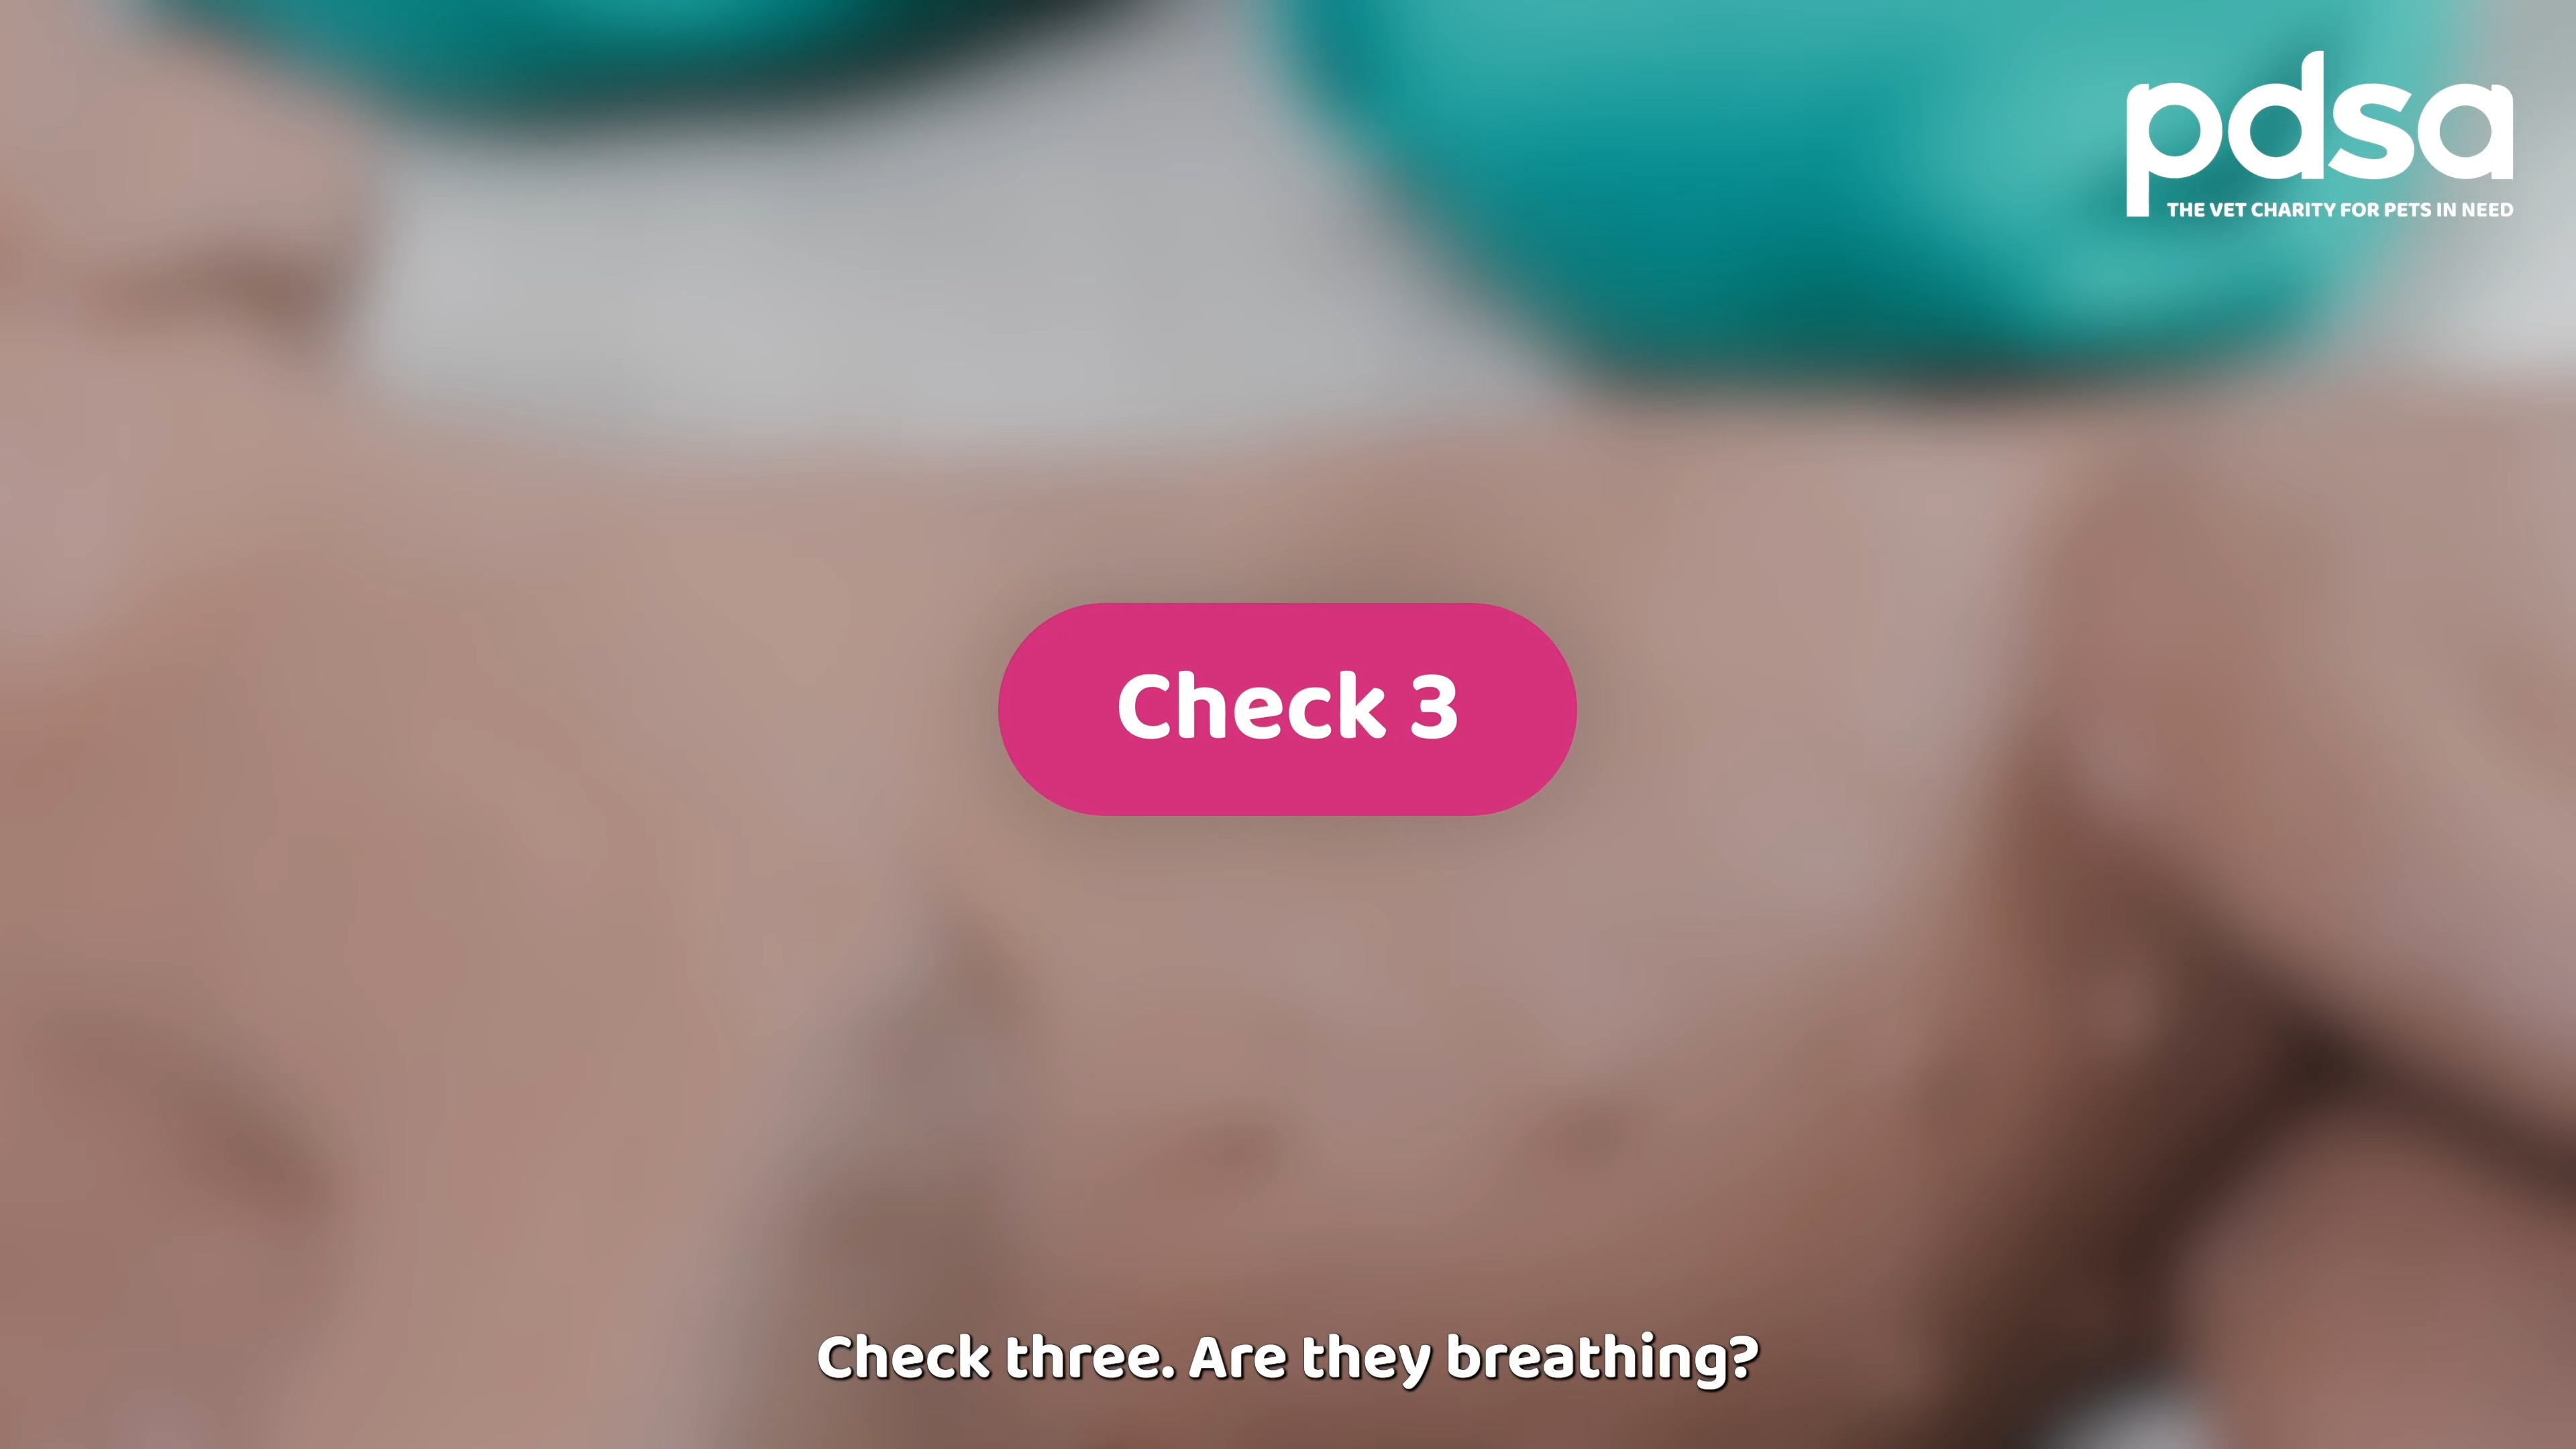 pdsa
THE VET CHARITY FOR PETS IN NEED
Check 3
Check three. Are they breathing?